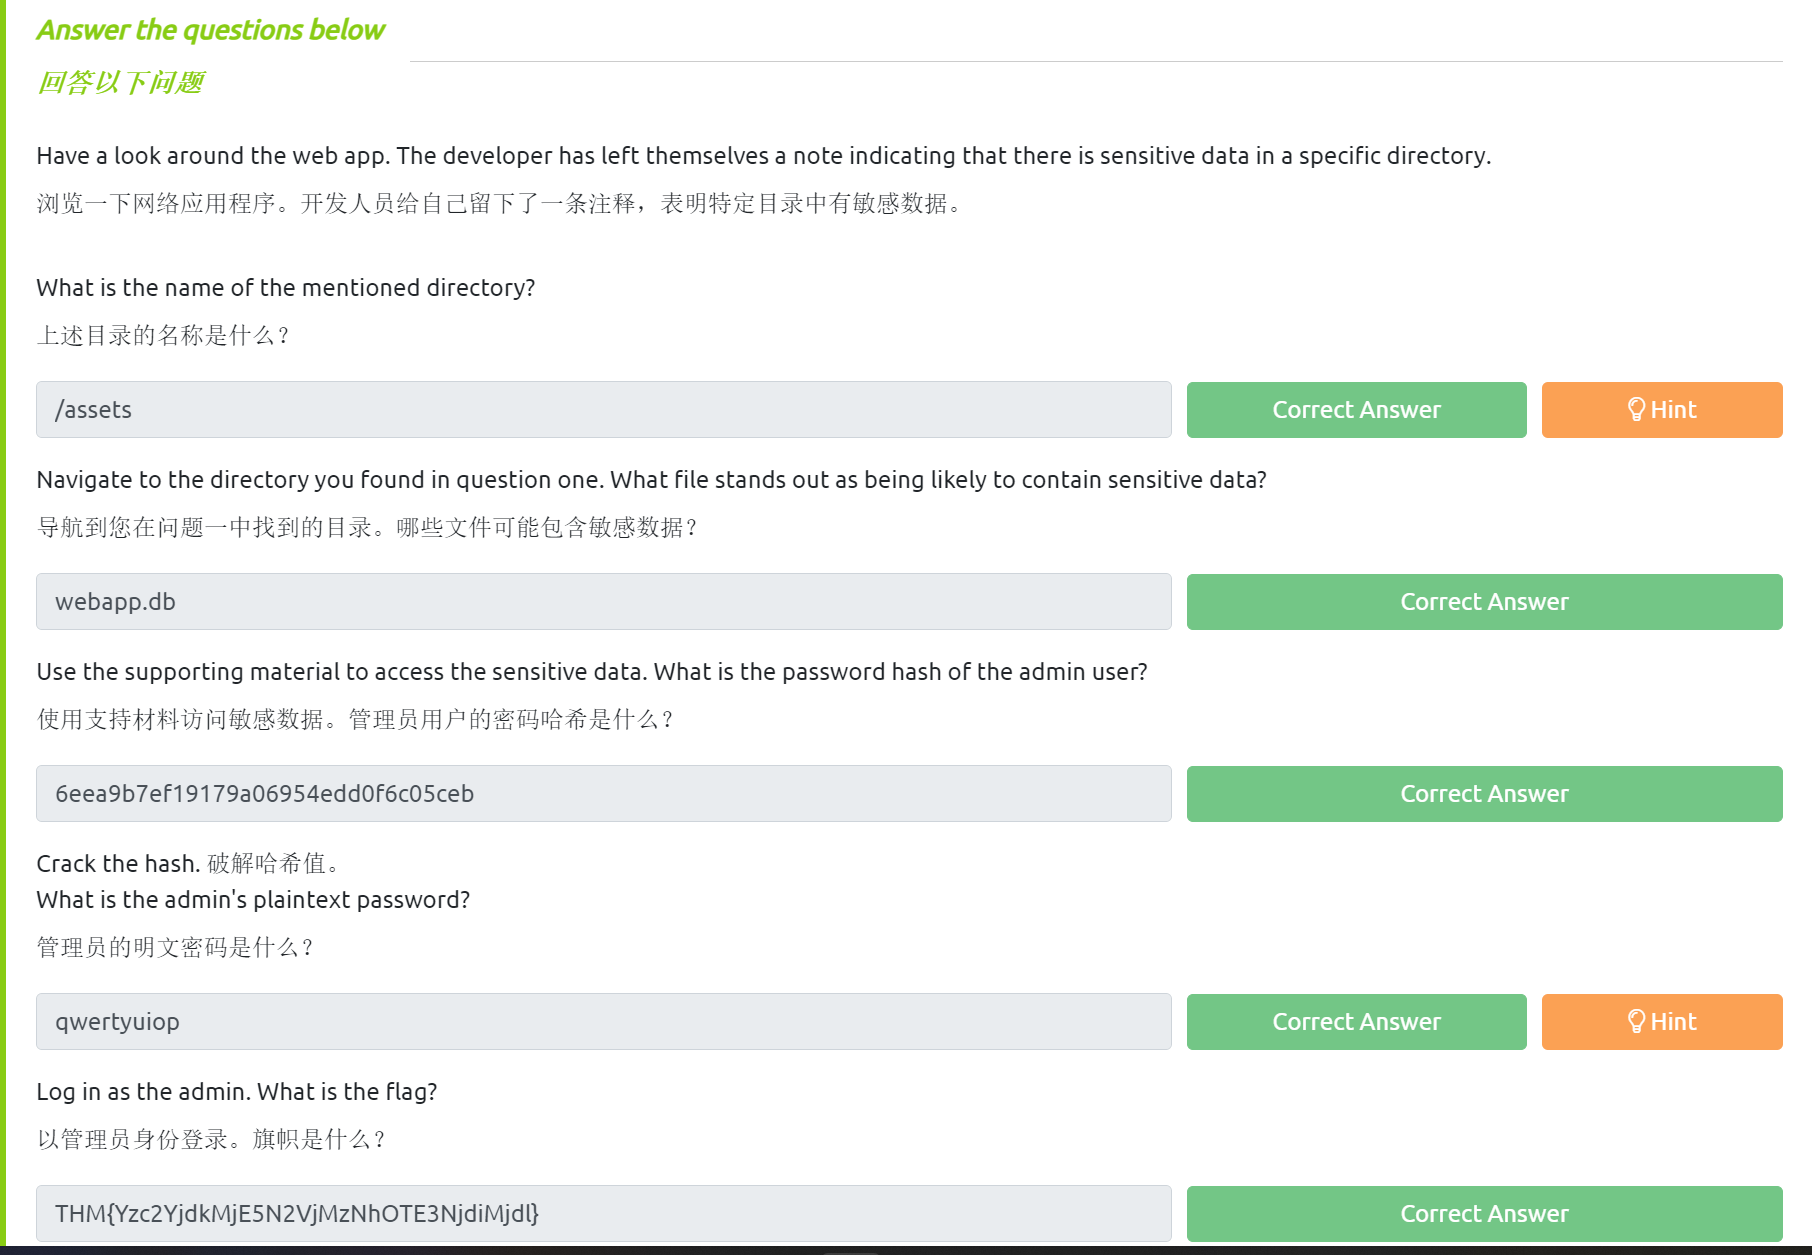 Answer the questions below
回答以下问题
Have a look around the web app. The developer has left themselves a note indicating that there is sensitive data in a specific directory.
浏览一下网络应用程序。开发人员给自己留下了一条注释，表明特定目录中有敏感数据。
What is the name of the mentioned directory?
上述目录的名称是什么？
/assets
Correct Answer
Hint
Navigate to the directory you found in question one. What file stands out as being likely to contain sensitive data?
导航到您在问题一中找到的目录。哪些文件可能包含敏感数据？
webapp.db
Correct Answer
Use the supporting material to access the sensitive data. What is the password hash of the admin user?
使用支持材料访问敏感数据。管理员用户的密码哈希是什么？
6eea9b7ef19179a06954edd0f6c05ceb
Correct Answer
Crack the hash. 破解哈希值。
What is the admin's plaintext password?
管理员的明文密码是什么？
qwertyuiop
Correct Answer
Hint
Log in as the admin. What is the flag?
以管理员身份登录。旗帜是什么？
THM{Yzc2YjdkMjE5N2VjMzNhOTE3NjdiMjdl}
Correct Answer